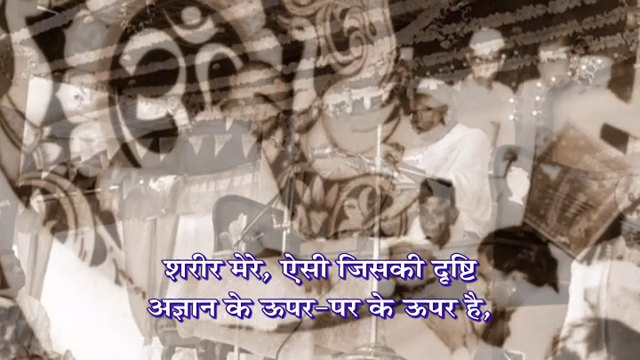 शरीर मेरे, ऐसी जिसकी दृष्टि
अज्ञान के ऊपर-पर के ऊपर है,